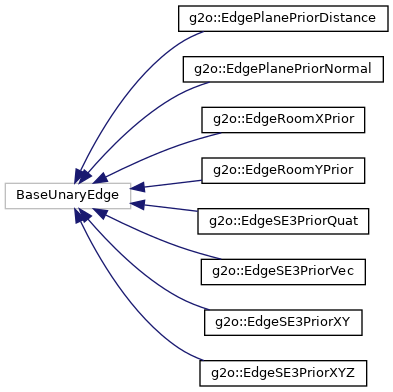 g2o::EdgePlanePriorDistance
g2o::EdgePlanePriorNormal
g2o::EdgeRoomXPrior
g2o::EdgeRoomYPrior
BaseUnaryEdge
g2o::EdgeSE3PriorQuat
g2o::EdgeSE3PriorVec
g2o::EdgeSE3PriorXY
g2o::EdgeSE3PriorXYZ